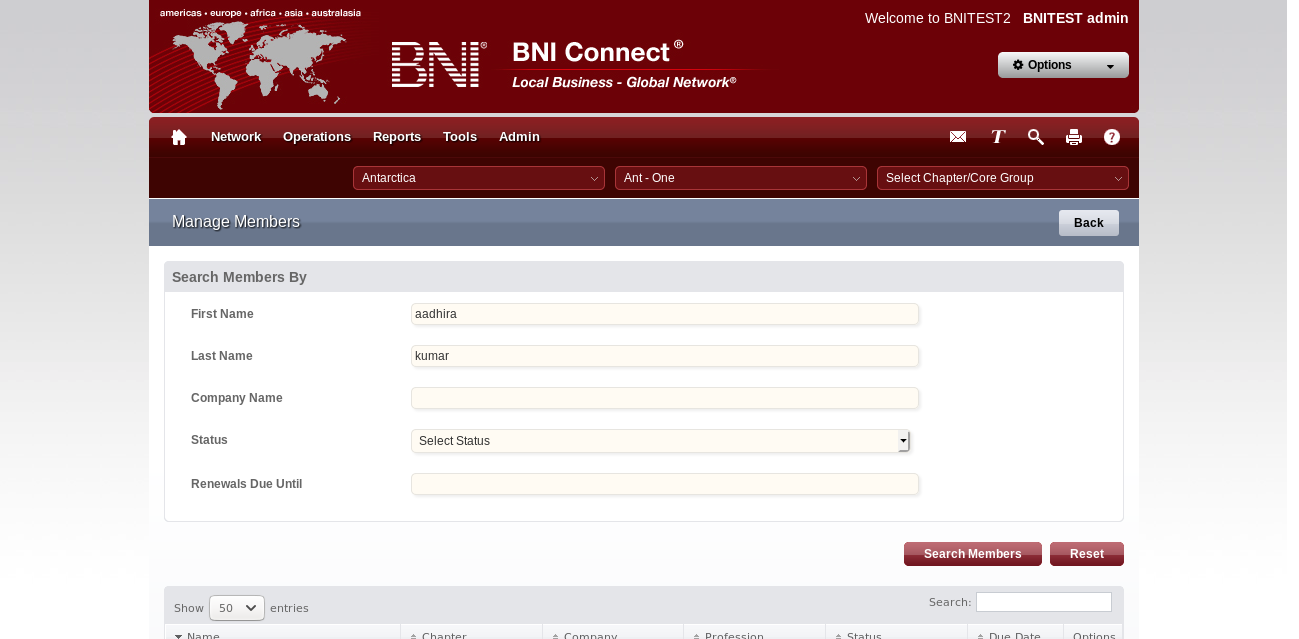 americas • europe • africa • asia • australasia
Welcome to BNITEST2 BNITEST admin
BNI® BNI Connect®
Local Business - Global Network®
Options
Network Operations Reports Tools Admin
Antarctica Ant - One Select Chapter/Core Group
Manage Members Back
Search Members By
First Name aadhira
Last Name kumar
Company Name
Status Select Status
Renewals Due Until
Search Members Reset
Show 50 entries Search:
Name Chapter Company Profession Status Due Date Options